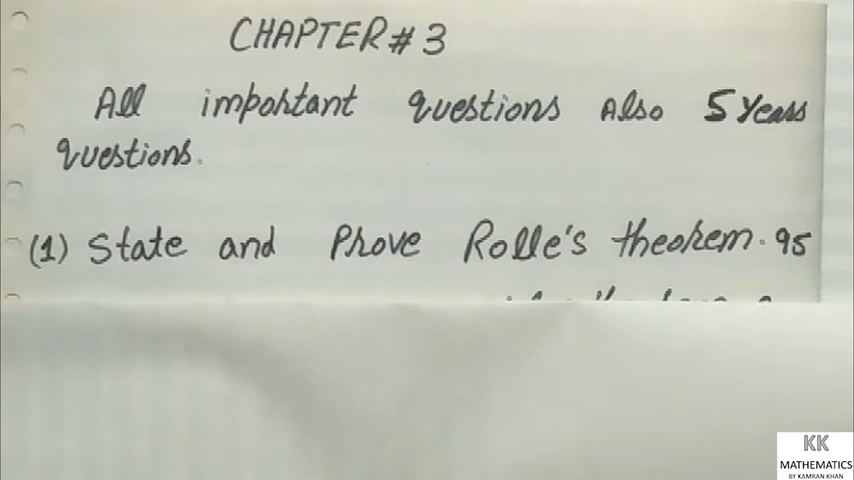 CHAPTER # 3
All important questions Also 5 Years
questions.
(1) State and Prove Rolle's theorem. 95
KK
MATHEMATICS
BY KAMRAN KHAN